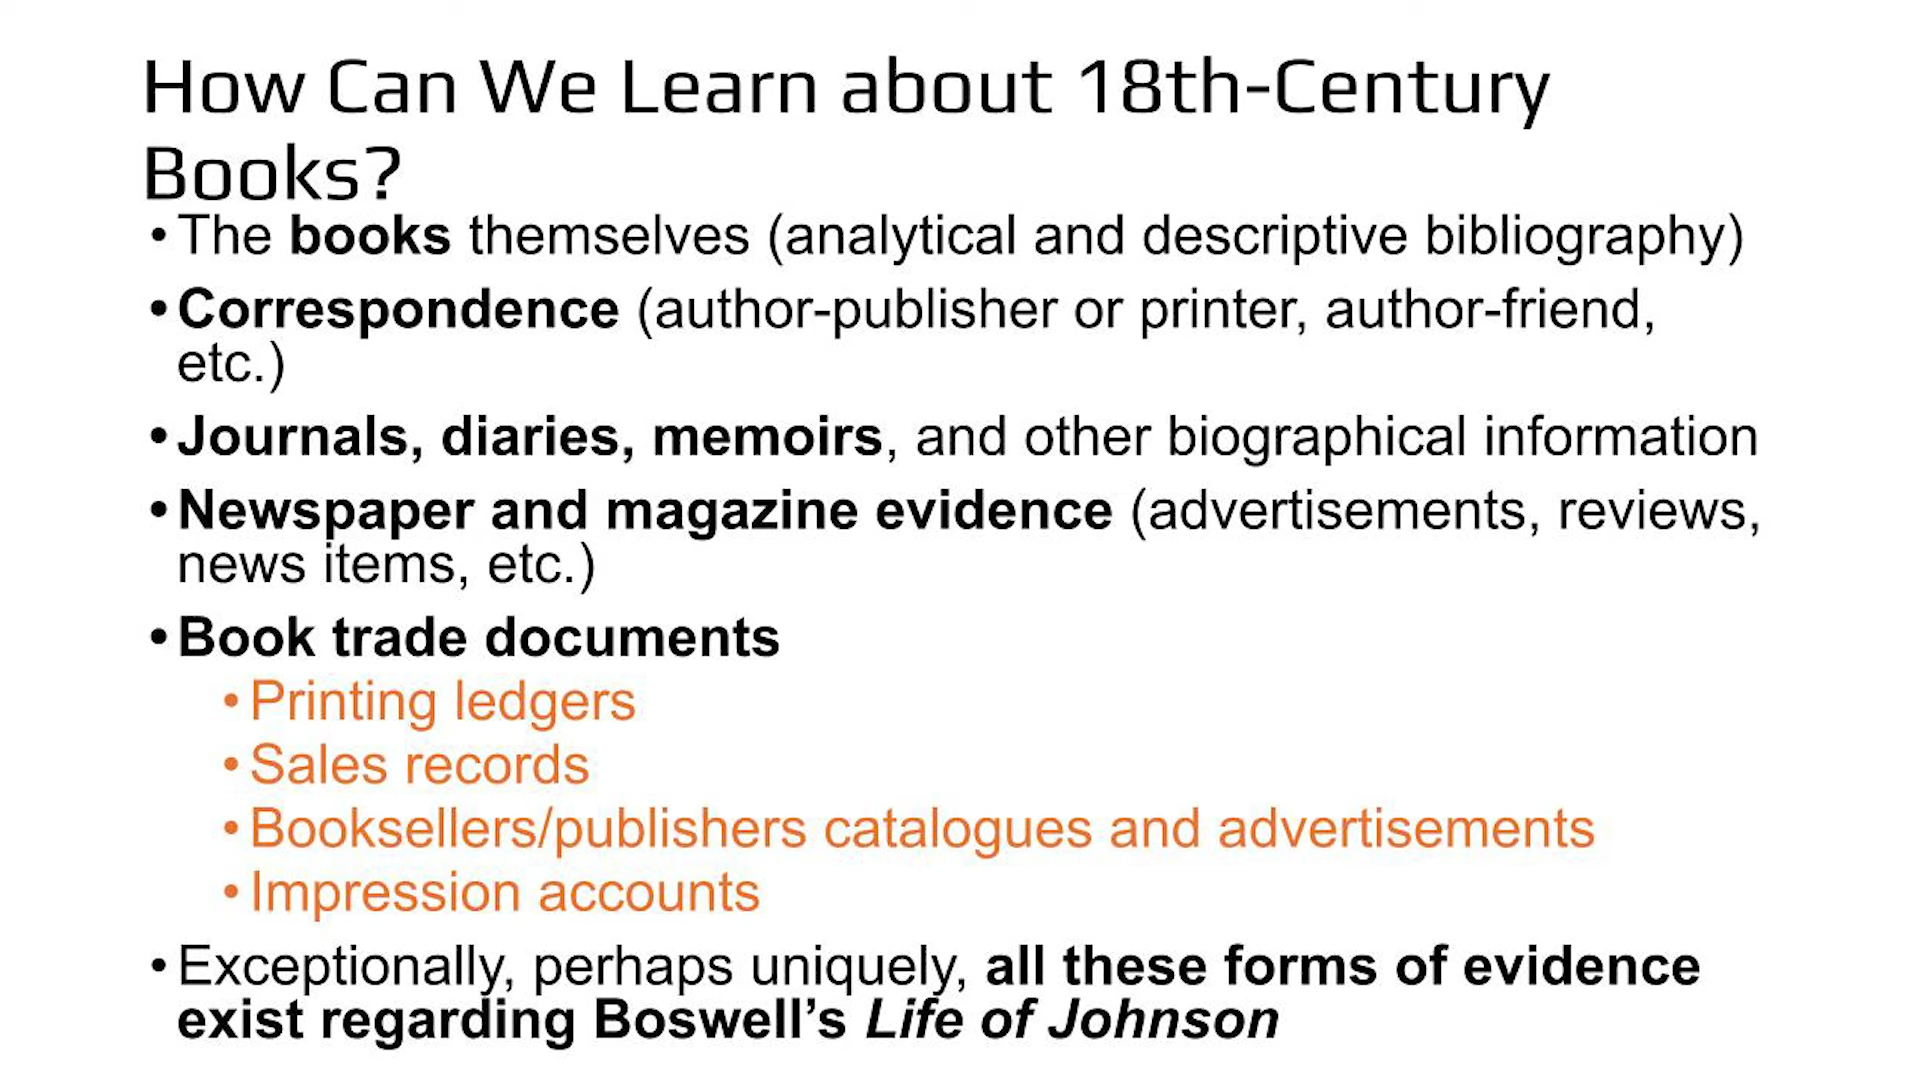 How Can We Learn about 18th-Century
Books?
• The books themselves (analytical and descriptive bibliography)
• Correspondence (author-publisher or printer, author-friend,
etc.)
• Journals, diaries, memoirs, and other biographical information
• Newspaper and magazine evidence (advertisements, reviews,
news items, etc.)
• Book trade documents
• Printing ledgers
• Sales records
• Booksellers/publishers catalogues and advertisements
• Impression accounts
• Exceptionally, perhaps uniquely, all these forms of evidence
exist regarding Boswell’s Life of Johnson